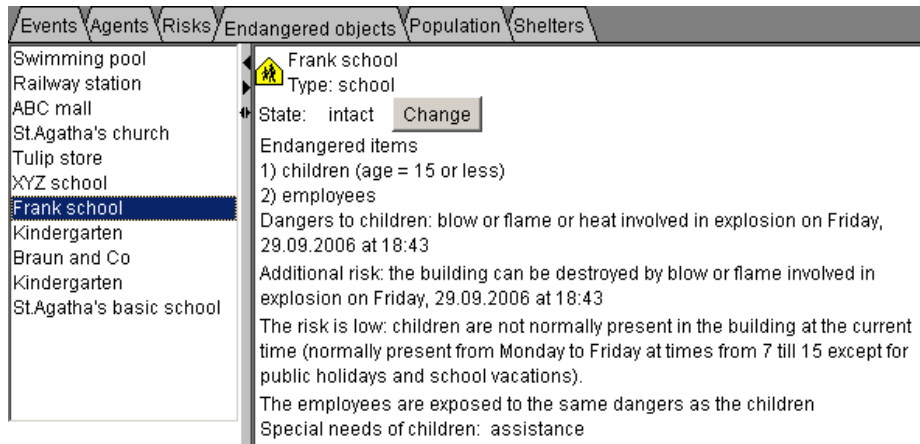 Events Agents Risks Endangered objects Population Shelters
Swimming pool
Railway station
ABC mall
St.Agatha's church
Tulip store
XYZ school
Frank school
Kindergarten
Braun and Co
Kindergarten
St.Agatha's basic school
Frank school
Type: school
State: intact Change
Endangered items
1) children (age = 15 or less)
2) employees
Dangers to children: blow or flame or heat involved in explosion on Friday,
29.09.2006 at 18:43
Additional risk: the building can be destroyed by blow or flame involved in
explosion on Friday, 29.09.2006 at 18:43
The risk is low: children are not normally present in the building at the current
time (normally present from Monday to Friday at times from 7 till 15 except for
public holidays and school vacations).
The employees are exposed to the same dangers as the children
Special needs of children: assistance